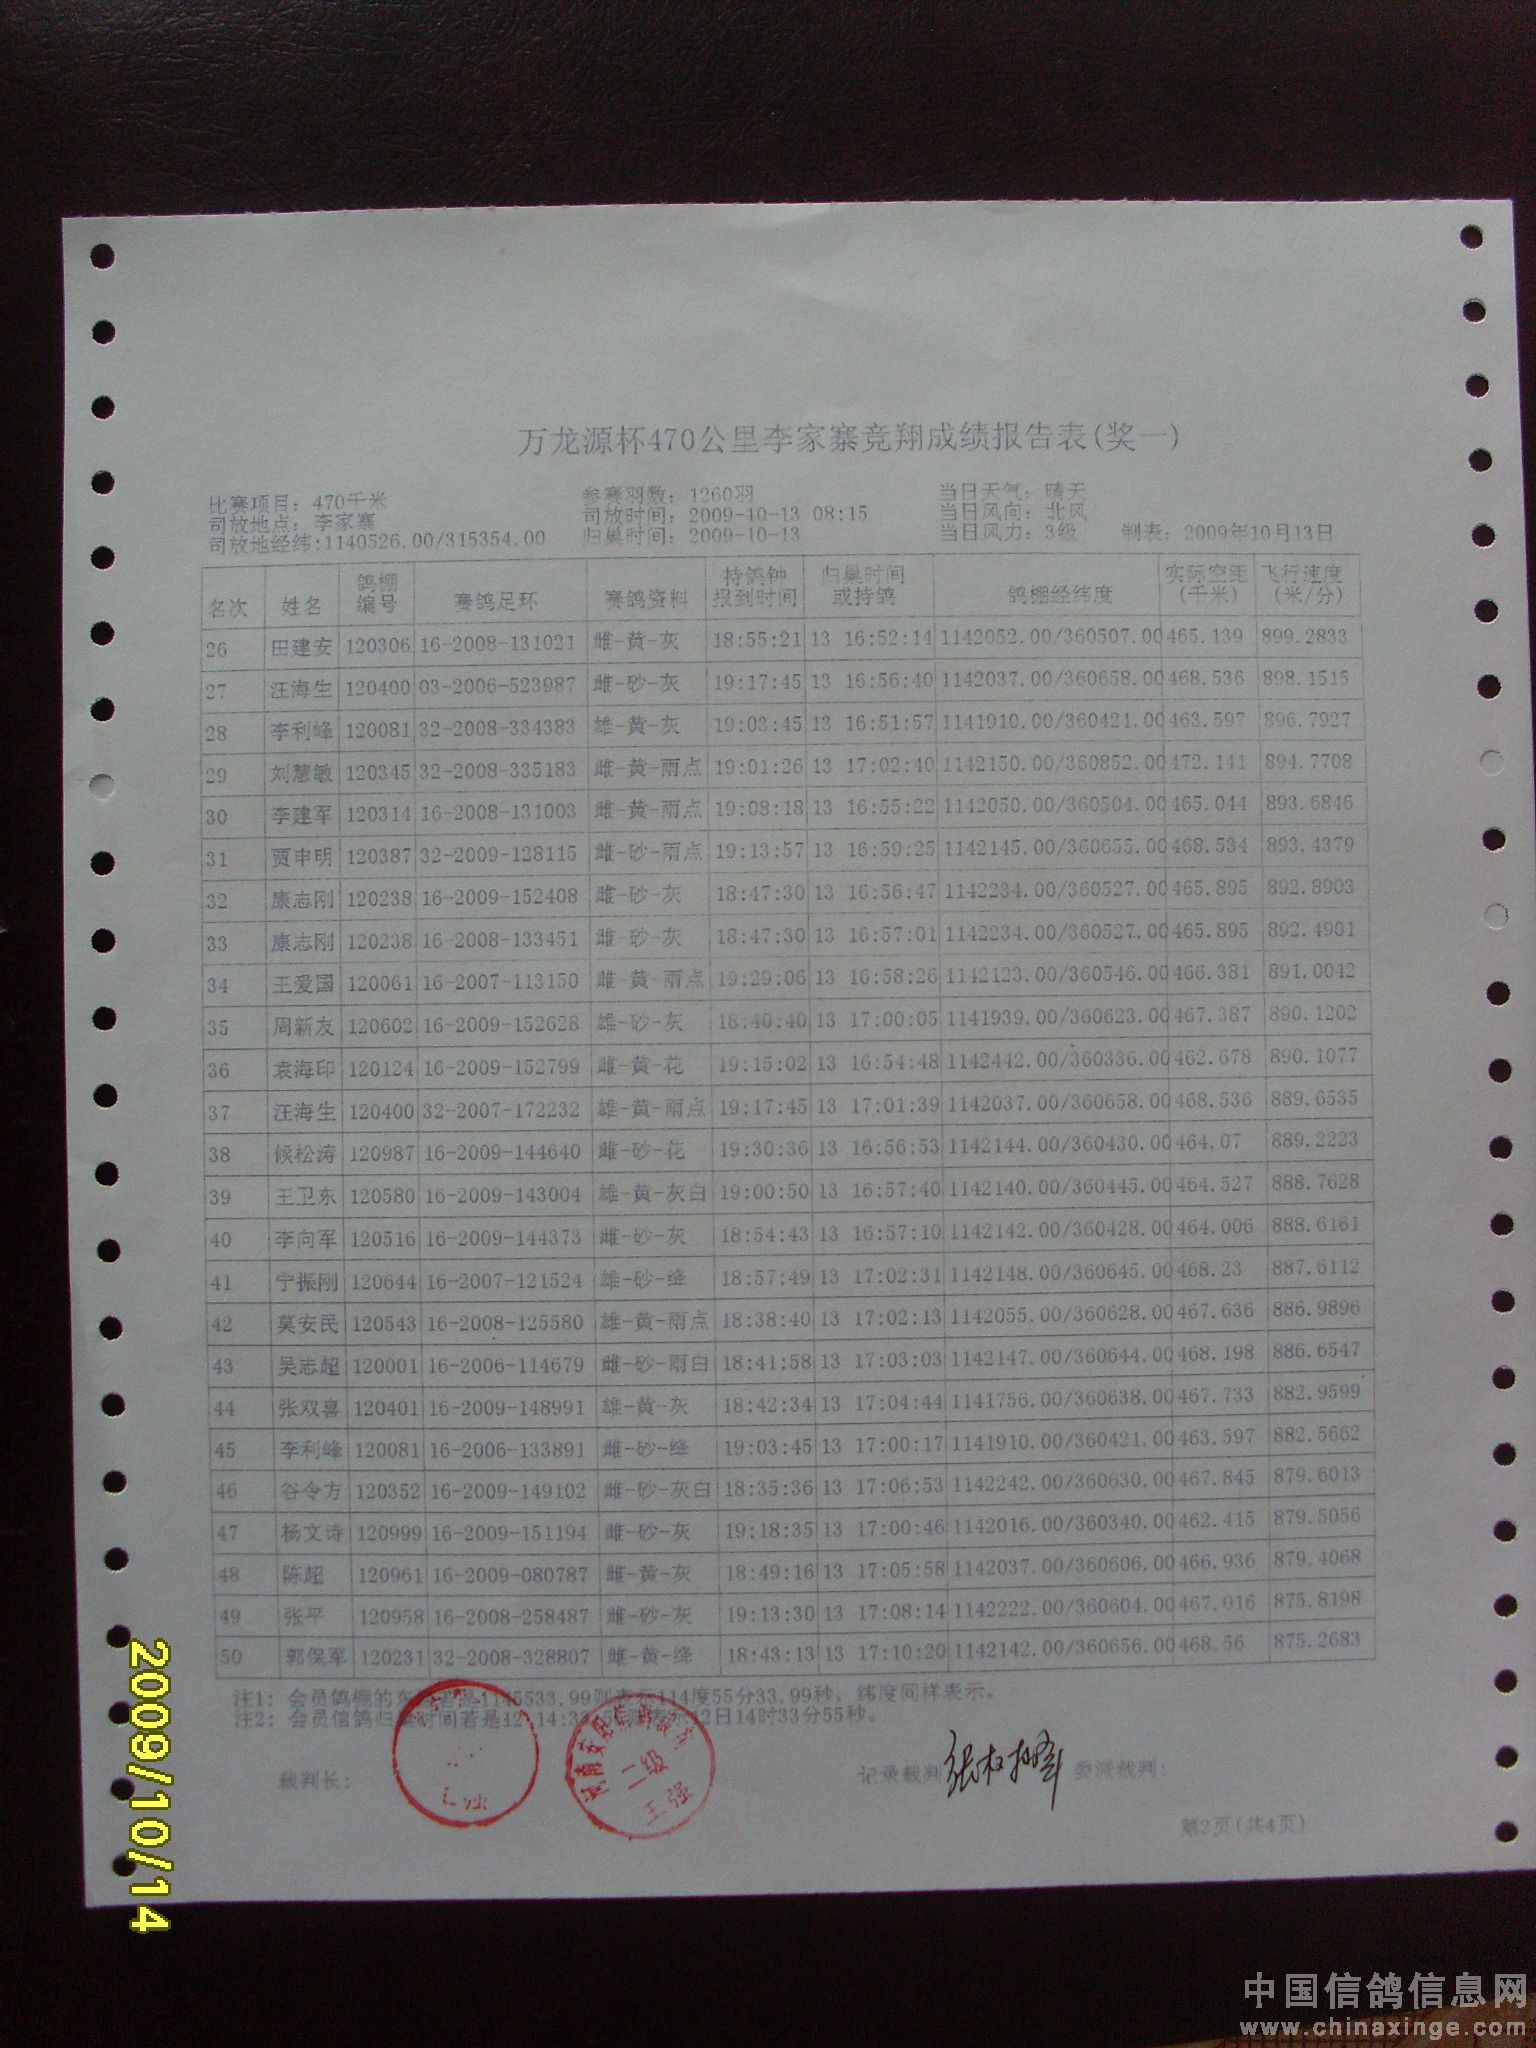 万龙源杯470公里李家寨竞翔成绩报告表(奖一)
比赛项目: 470千米 参赛羽数: 1260羽 当日天气: 晴天
司放地点: 李家寨 司放时间: 2009-10-13 08:15 当日风向: 北风
司放地经纬:1140526.00/315354.00 归巢时间: 2009-10-13 当日风力: 3级 制表: 2009年10月13日
名次 姓名 鸽棚编号 赛鸽足环 赛鸽资料 持鸽钟报到时间 归巢时间或持鸽 鸽棚经纬度 实际空距(千米) 飞行速度(米/分)
26 田建安 120306 16-2008-131021 雌-黄-灰 18:55:21 13 16:52:14 1142052.00/360507.00 465.139 899.2833
27 汪海生 120400 03-2006-523987 雌-砂-灰 19:17:45 13 16:56:40 1142037.00/360658.00 468.536 898.1515
28 李利峰 120081 32-2008-334383 雄-黄-灰 19:03:45 13 16:51:57 1141910.00/360421.00 463.597 896.7927
29 刘慧敏 120345 32-2008-335183 雌-黄-雨点 19:01:26 13 17:02:40 1142150.00/360852.00 472.141 894.7708
30 李建军 120314 16-2008-131003 雌-黄-雨点 19:08:18 13 16:55:22 1142050.00/360504.00 465.044 893.6846
31 贾申明 120387 32-2009-128115 雌-砂-雨点 19:13:57 13 16:59:25 1142145.00/360655.00 468.534 893.4379
32 康志刚 120238 16-2009-152408 雌-砂-灰 18:47:30 13 16:56:47 1142234.00/360527.00 465.895 892.8903
33 康志刚 120238 16-2008-133451 雌-砂-灰 18:47:30 13 16:57:01 1142234.00/360527.00 465.895 892.4901
34 王爱国 120061 16-2007-113150 雌-黄-雨点 19:29:06 13 16:58:26 1142123.00/360546.00 466.381 891.0042
35 周新友 120602 16-2009-152628 雄-砂-灰 18:40:40 13 17:00:05 1141939.00/360623.00 467.387 890.1202
36 袁海印 120124 16-2009-152799 雌-黄-花 19:15:02 13 16:54:48 1142442.00/360336.00 462.678 890.1077
37 汪海生 120400 32-2007-172232 雄-黄-雨点 19:17:45 13 17:01:39 1142037.00/360658.00 468.536 889.6535
38 候松涛 120987 16-2009-144640 雌-砂-花 19:30:36 13 16:56:53 1142144.00/360430.00 464.07 889.2223
39 王卫东 120580 16-2009-143004 雄-黄-灰白 19:00:50 13 16:57:40 1142140.00/360445.00 464.527 888.7628
40 李向军 120516 16-2009-144373 雌-砂-灰 18:54:43 13 16:57:10 1142142.00/360428.00 464.006 888.6161
41 宁振刚 120644 16-2007-121524 雄-砂-绛 18:57:49 13 17:02:31 1142148.00/360645.00 468.23 887.6112
42 莫安民 120543 16-2008-125580 雄-黄-雨点 18:38:40 13 17:02:13 1142055.00/360628.00 467.636 886.9896
43 吴志超 120001 16-2006-114679 雌-砂-雨白 18:41:58 13 17:03:03 1142147.00/360644.00 468.198 886.6547
44 张双喜 120401 16-2009-148991 雄-黄-灰 18:42:34 13 17:04:44 1141756.00/360638.00 467.733 882.9599
45 李利峰 120081 16-2006-133891 雌-砂-绛 19:03:45 13 17:00:17 1141910.00/360421.00 463.597 882.5662
46 谷令方 120352 16-2009-149102 雌-砂-灰白 18:35:36 13 17:06:53 1142242.00/360630.00 467.845 879.6013
47 杨文诗 120999 16-2009-151194 雌-砂-灰 19:18:35 13 17:00:46 1142016.00/360340.00 462.415 879.5056
48 陈超 120961 16-2009-080787 雌-黄-灰 18:49:16 13 17:05:58 1142037.00/360606.00 466.936 879.4068
49 张平 120958 16-2008-258487 雌-砂-灰 19:13:30 13 17:08:14 1142222.00/360604.00 467.016 875.8198
50 郭保军 120231 32-2008-328807 雌-黄-绛 18:43:13 13 17:10:20 1142142.00/360656.00 468.56 875.2683
注1: 会员鸽棚的东经若是1145533.99则表示114度55分33.99秒，纬度同样表示。
注2: 会员信鸽归巢时间若是12 14:33:55则表示12日14时33分55秒。
裁判长: 记录裁判 委派裁判:
二级
王强
第2页(共4页)
2009/10/14
中国信鸽信息网
www.chinaxinge.com